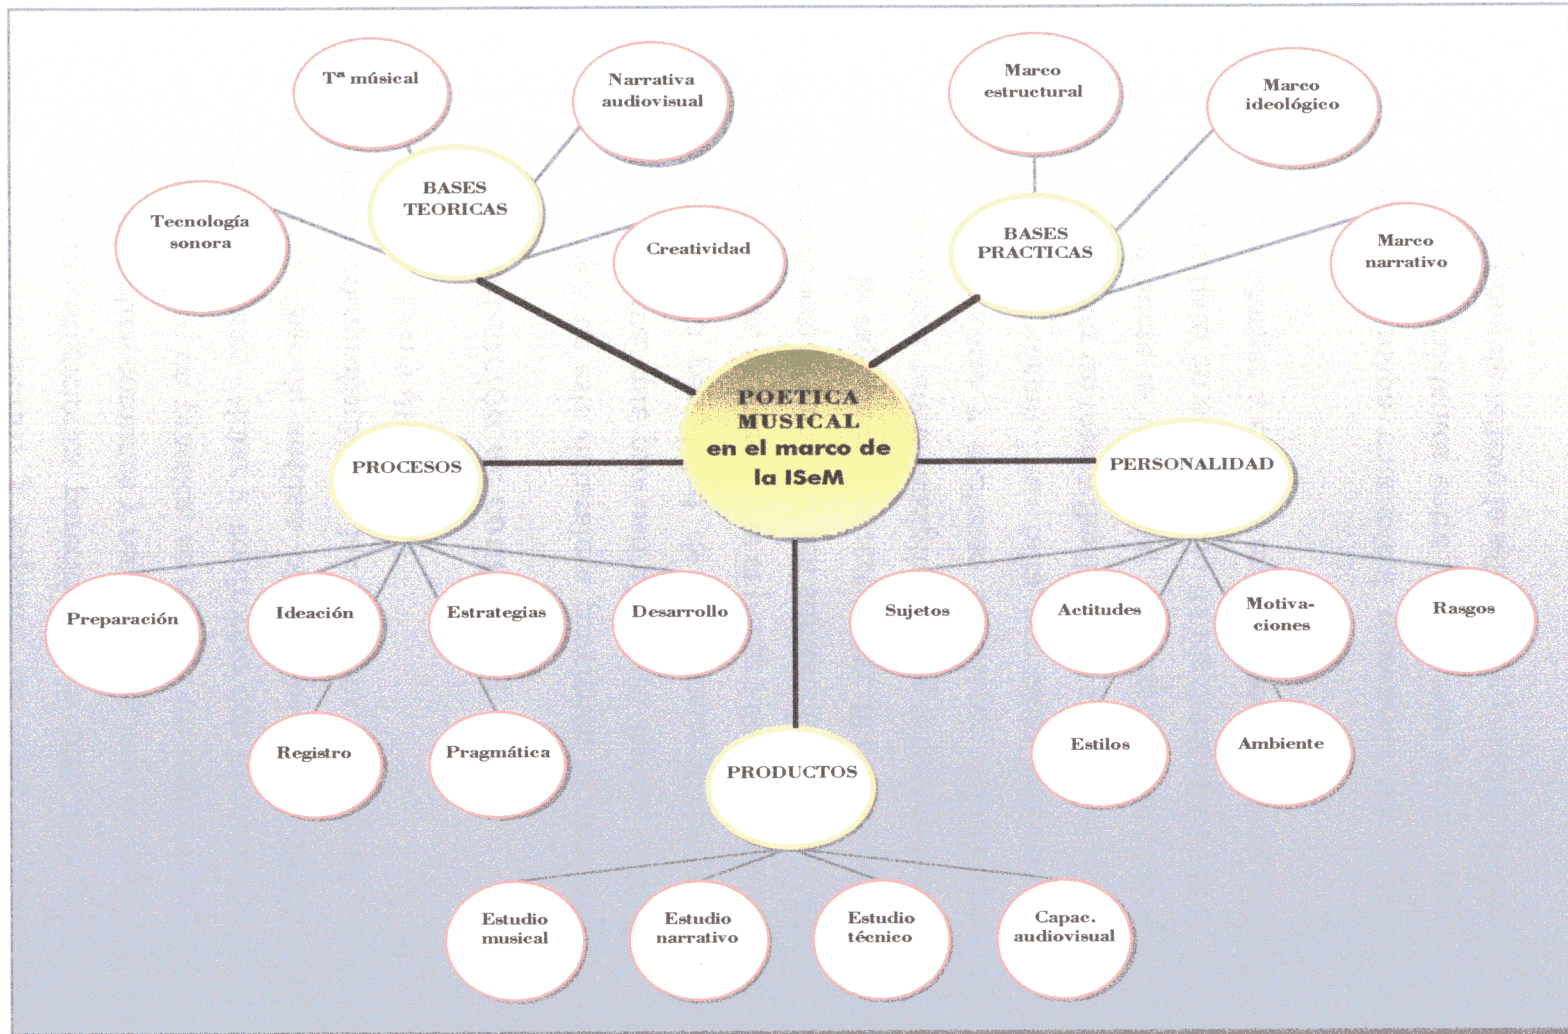 Tª músical
Narrativa
audiovisual
Marco
estructural
Marco
ideológico
BASES
TEORICAS
Tecnología
sonora
Creatividad
BASES
PRACTICAS
Marco
narrativo
POETICA
MUSICAL
en el marco de
la ISeM
PROCESOS
PERSONALIDAD
Preparación
Ideación
Estrategias
Desarrollo
Sujetos
Actitudes
Motiva-
ciones
Rasgos
Registro
Pragmática
Estilos
Ambiente
PRODUCTOS
Estudio
musical
Estudio
narrativo
Estudio
técnico
Capac.
audiovisual